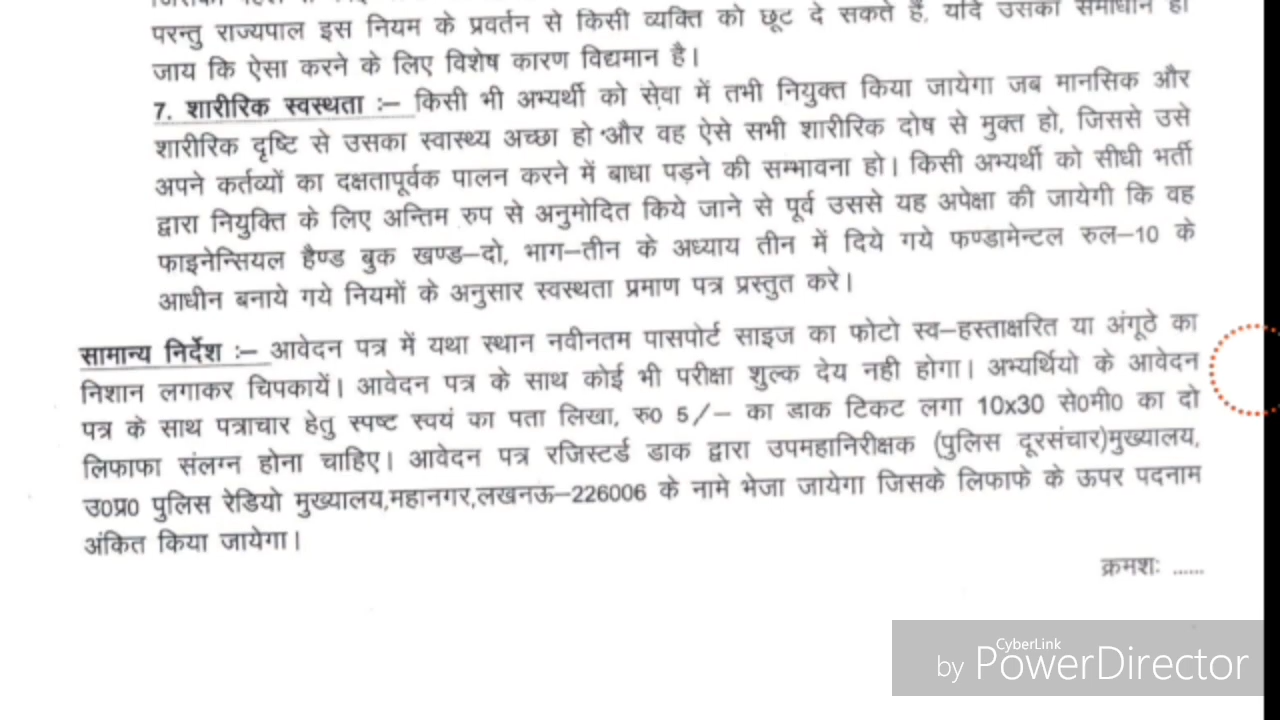 परन्तु राज्यपाल इस नियम के प्रवर्तन से किसी व्यक्ति को छूट दे सकते हैं, यदि उसका समाधान हो
जाय कि ऐसा करने के लिए विशेष कारण विद्यमान है।
7. शारीरिक स्वस्थता :– किसी भी अभ्यर्थी को सेवा में तभी नियुक्त किया जायेगा जब मानसिक और
शारीरिक दृष्टि से उसका स्वास्थ्य अच्छा हो और वह ऐसे सभी शारीरिक दोष से मुक्त हो, जिससे उसे
अपने कर्तव्यों का दक्षतापूर्वक पालन करने में बाधा पड़ने की सम्भावना हो। किसी अभ्यर्थी को सीधी भर्ती
द्वारा नियुक्ति के लिए अन्तिम रुप से अनुमोदित किये जाने से पूर्व उससे यह अपेक्षा की जायेगी कि वह
फाइनेन्सियल हैण्ड बुक खण्ड–दो, भाग–तीन के अध्याय तीन में दिये गये फण्डामेन्टल रुल–10 के
आधीन बनाये गये नियमों के अनुसार स्वस्थता प्रमाण पत्र प्रस्तुत करे।
सामान्य निर्देश :– आवेदन पत्र में यथा स्थान नवीनतम पासपोर्ट साइज का फोटो स्व–हस्ताक्षरित या अंगूठे का
निशान लगाकर चिपकायें। आवेदन पत्र के साथ कोई भी परीक्षा शुल्क देय नही होगा। अभ्यर्थियो के आवेदन
पत्र के साथ पत्राचार हेतु स्पष्ट स्वयं का पता लिखा, रु0 5/– का डाक टिकट लगा 10x30 से0मी0 का दो
लिफाफा संलग्न होना चाहिए। आवेदन पत्र रजिस्टर्ड डाक द्वारा उपमहानिरीक्षक (पुलिस दूरसंचार)मुख्यालय,
उ0प्र0 पुलिस रेडियो मुख्यालय,महानगर,लखनऊ–226006 के नामे भेजा जायेगा जिसके लिफाफे के ऊपर पदनाम
अंकित किया जायेगा।
क्रमशः ......
CyberLink
by PowerDirector